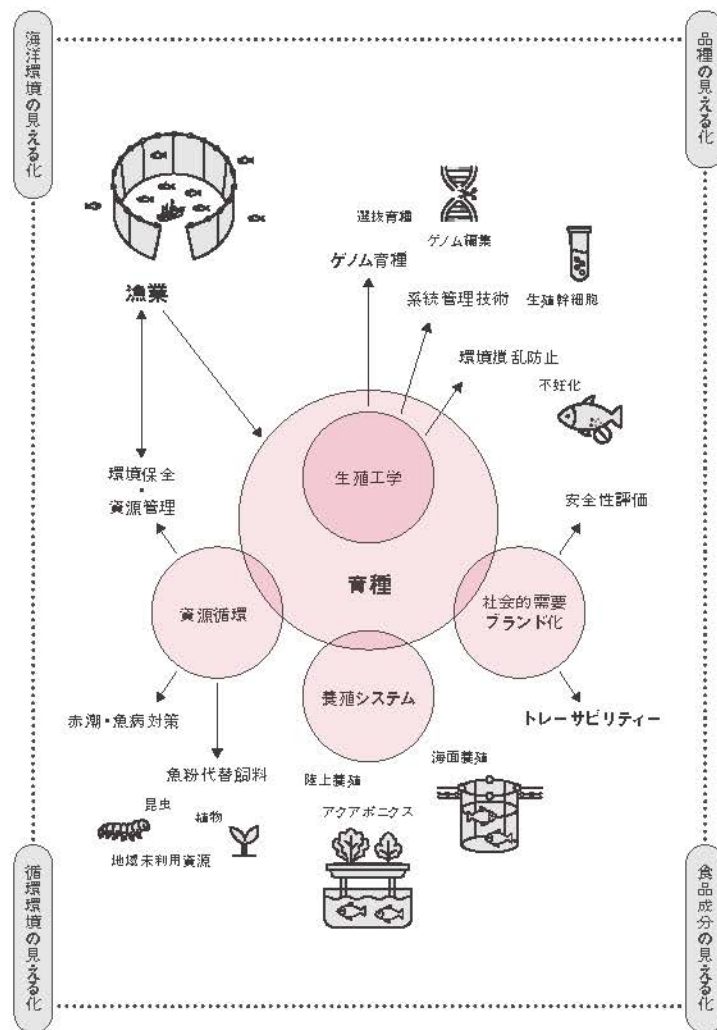 海洋環境の見える化
品種の見える化
選抜育種
ゲノム編集
ゲノム育種
漁業
系統管理技術
生殖幹細胞
環境撹乱防止
不妊化
生殖工学
環境保全
・
資源管理
安全性評価
育種
資源循環
社会的需要
ブランド化
養殖システム
赤潮・魚病対策
トレーサビリティー
海面養殖
魚粉代替飼料
陸上養殖
昆虫
植物
アクアポニクス
地域未利用資源
循環環境の見える化
食品成分の見える化